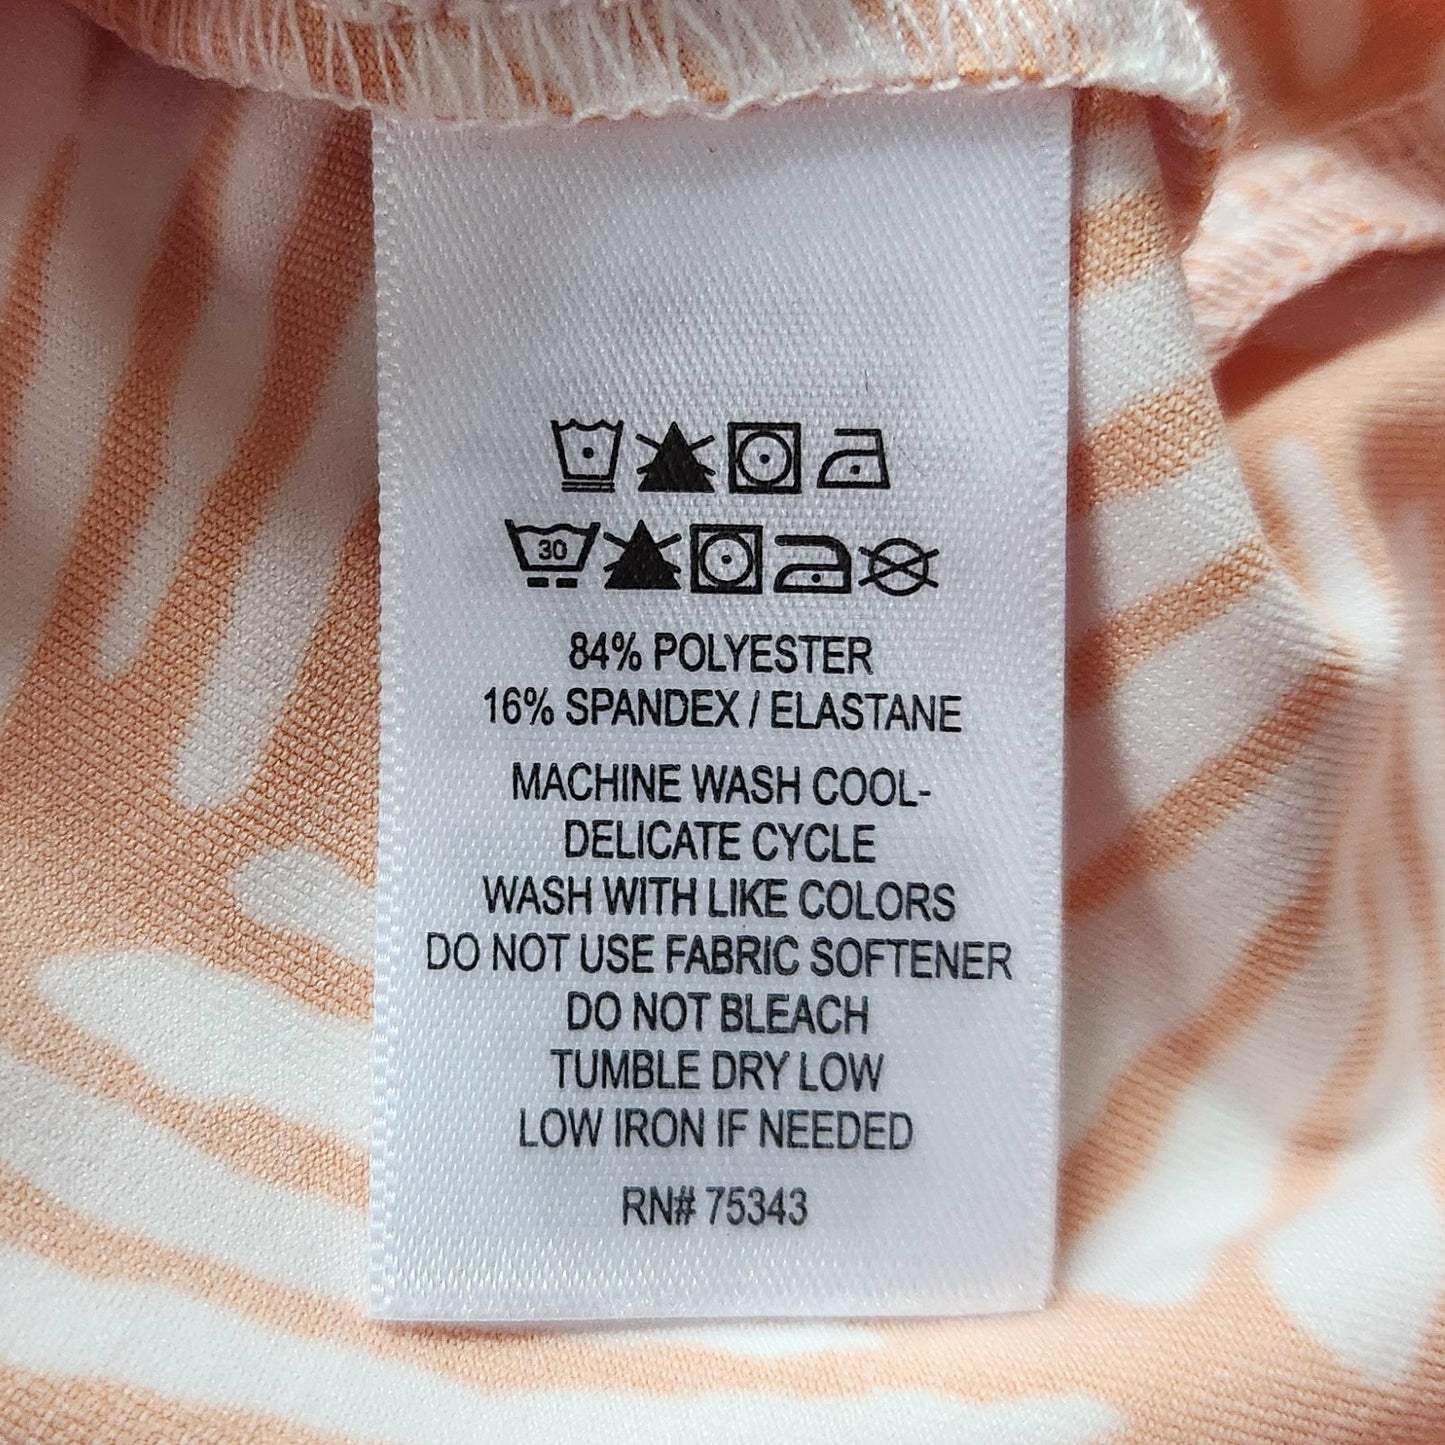 30
84% POLYESTER
16% SPANDEX / ELASTANE
MACHINE WASH COOL-
DELICATE CYCLE
WASH WITH LIKE COLORS
DO NOT USE FABRIC SOFTENER
DO NOT BLEACH
TUMBLE DRY LOW
LOW IRON IF NEEDED
RN# 75343